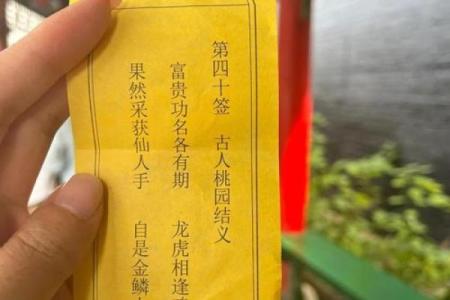 第四十签 古人桃园结义
富贵功名各有期 龙虎相逢
果然采获仙人手 自是金鳞